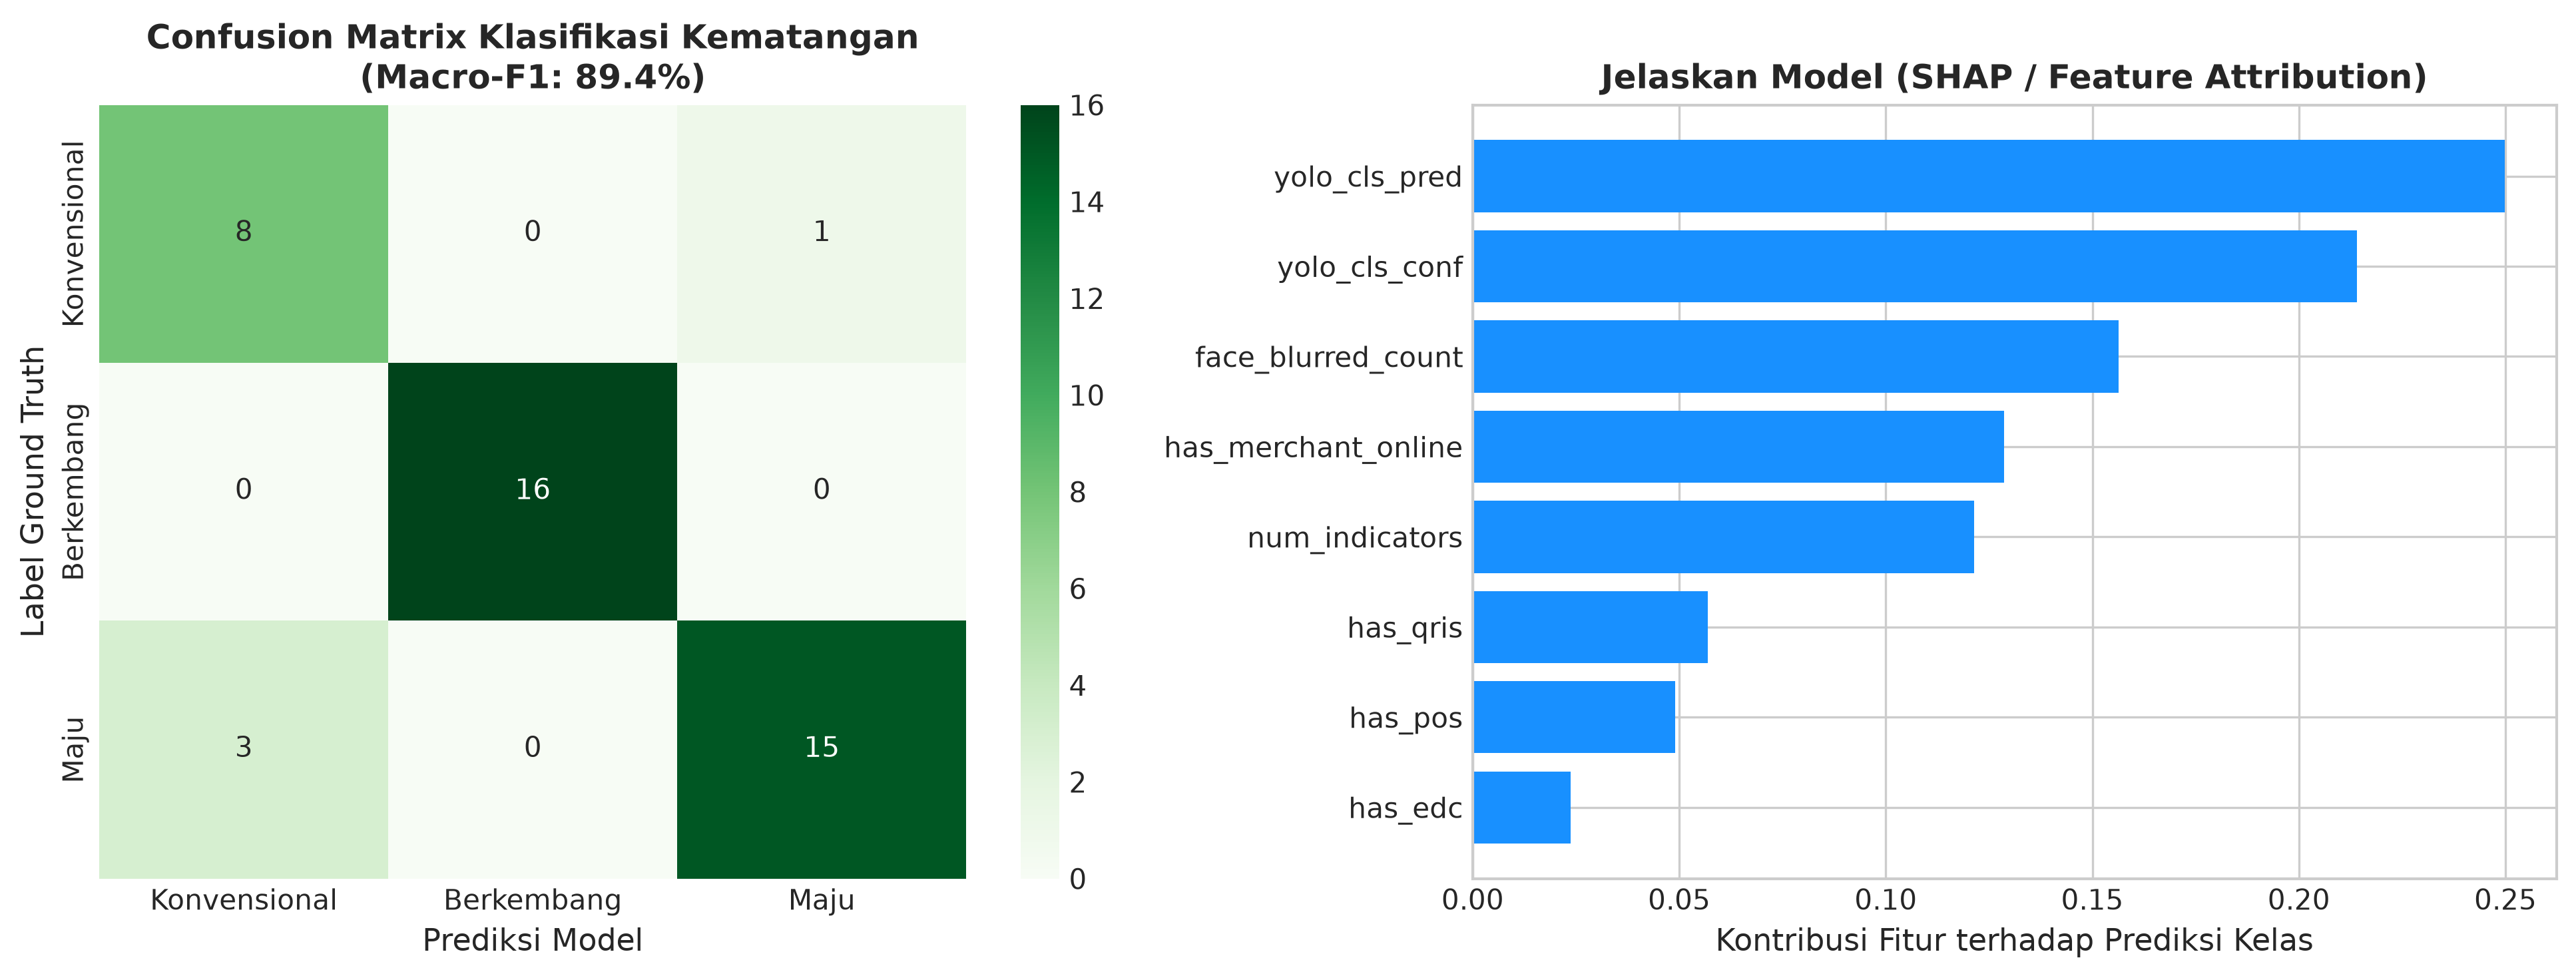 Confusion Matrix Klasifikasi Kematangan
(Macro-F1: 89.4%)
Label Ground Truth
Konvensional
8
0
1
Berkembang
0
16
0
Maju
3
0
15
Konvensional
Berkembang
Maju
Prediksi Model
16
14
12
10
8
6
4
2
0
Jelaskan Model (SHAP / Feature Attribution)
yolo_cls_pred
yolo_cls_conf
face_blurred_count
has_merchant_online
num_indicators
has_qris
has_pos
has_edc
0.00
0.05
0.10
0.15
0.20
0.25
Kontribusi Fitur terhadap Prediksi Kelas